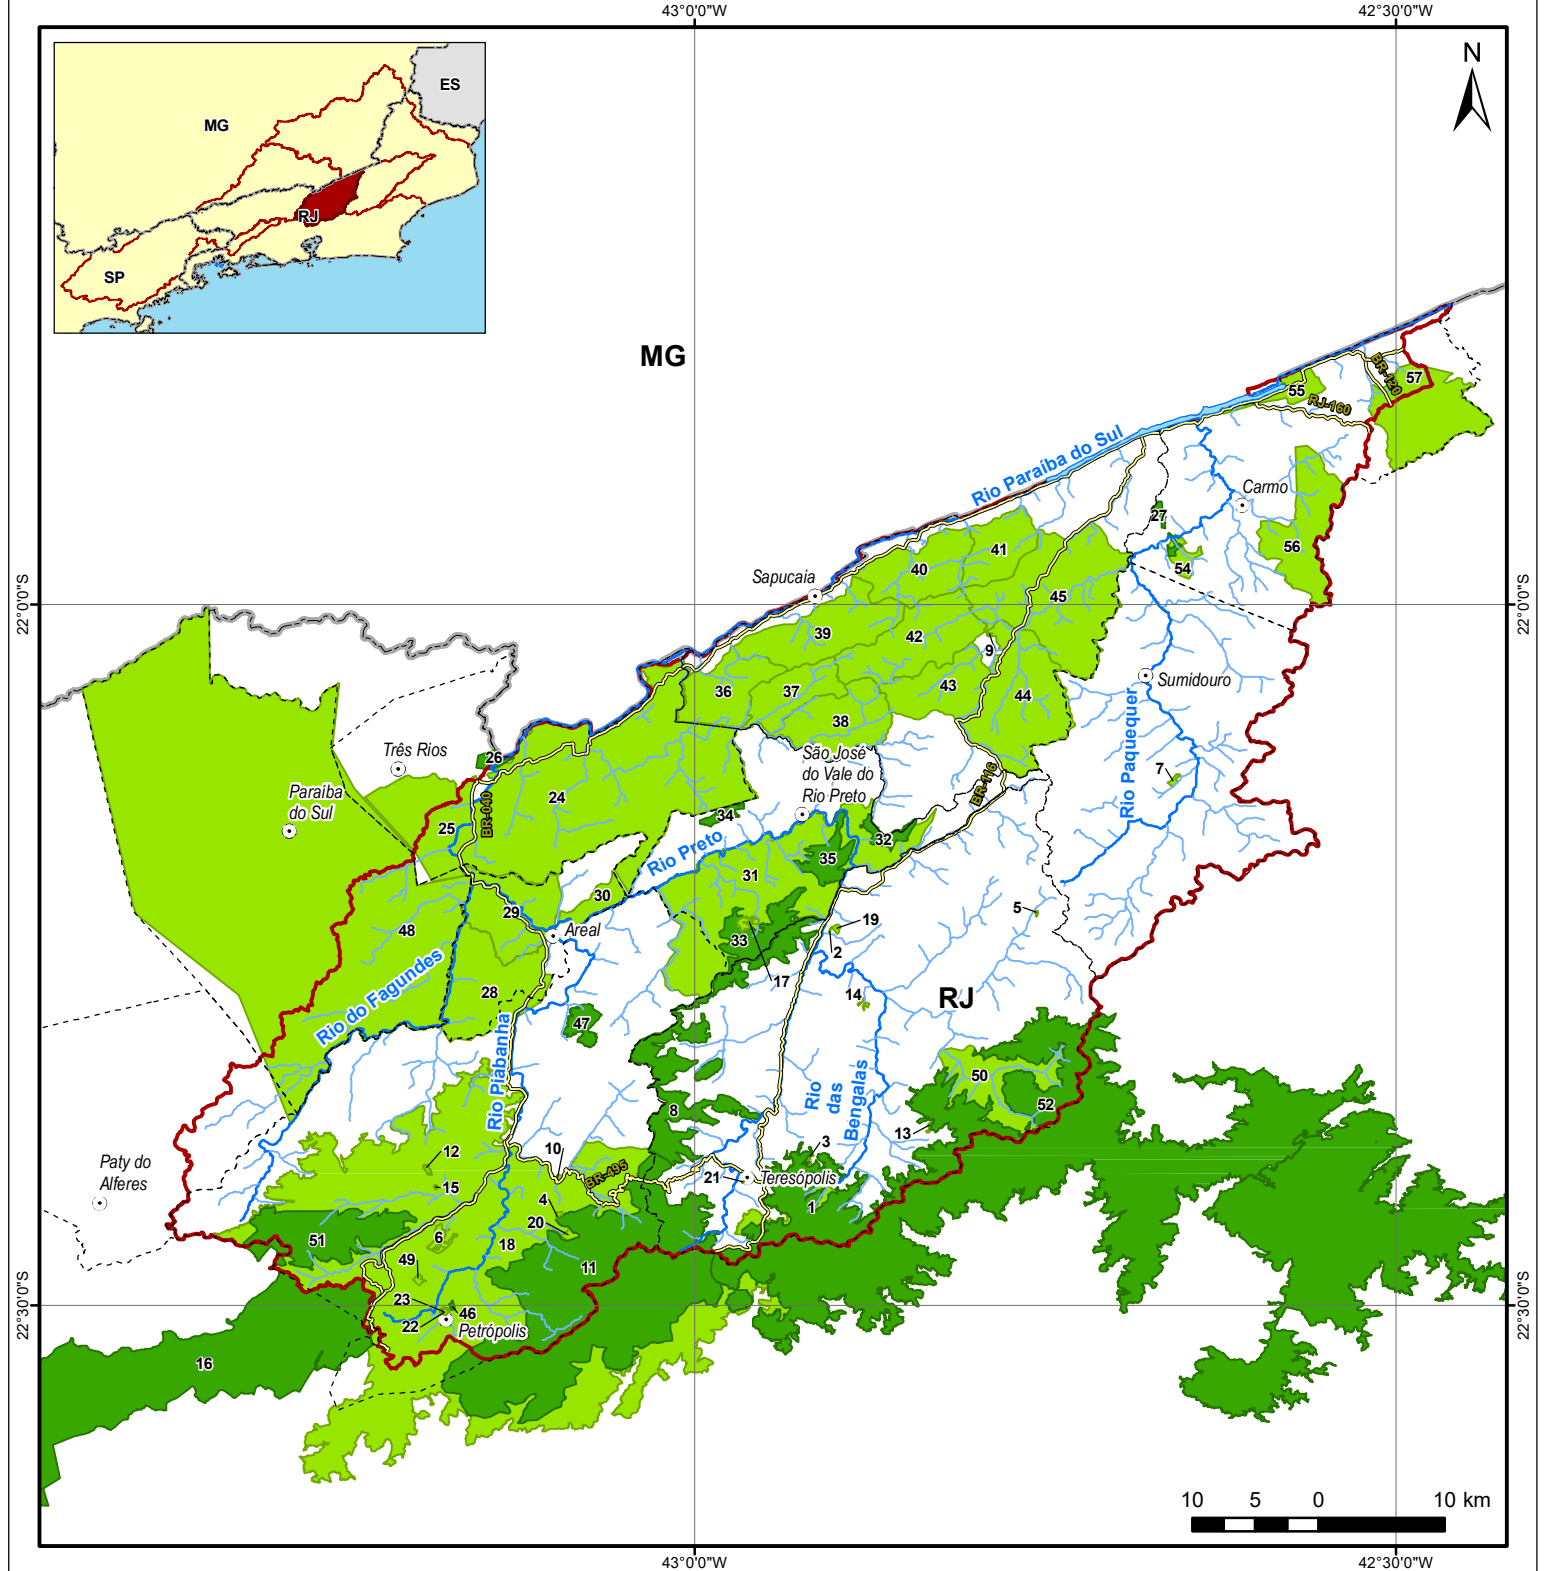 43°0'0"W
42°30'0"W
ES
MG
RJ
SP
N
MG
BR-120
57
55
RJ-160
Rio Paraíba do Sul
Carmo
27
56
54
41
40
Sapucaia
45
22°0'0"S
22°0'0"S
39
42
9
36
37
43
44
38
Sumidouro
Rio Paquequer
Três Rios
26
São José
do Vale do
Rio Preto
7
BR-116
Paraíba
do Sul
24
BR-040
25
34
32
Rio Preto
35
31
30
29
5
19
48
Areal
33
2
17
28
14
RJ
Rio do Fagundes
47
Rio Piabanha
50
Rio
das
Bengalas
52
8
13
3
12
10
Paty do
Alferes
BR-495
15
21
Teresópolis
4
1
20
6
18
51
49
11
22°30'0"S
22°30'0"S
23
46
22
Petrópolis
16
10
5
0
10 km
43°0'0"W
42°30'0"W